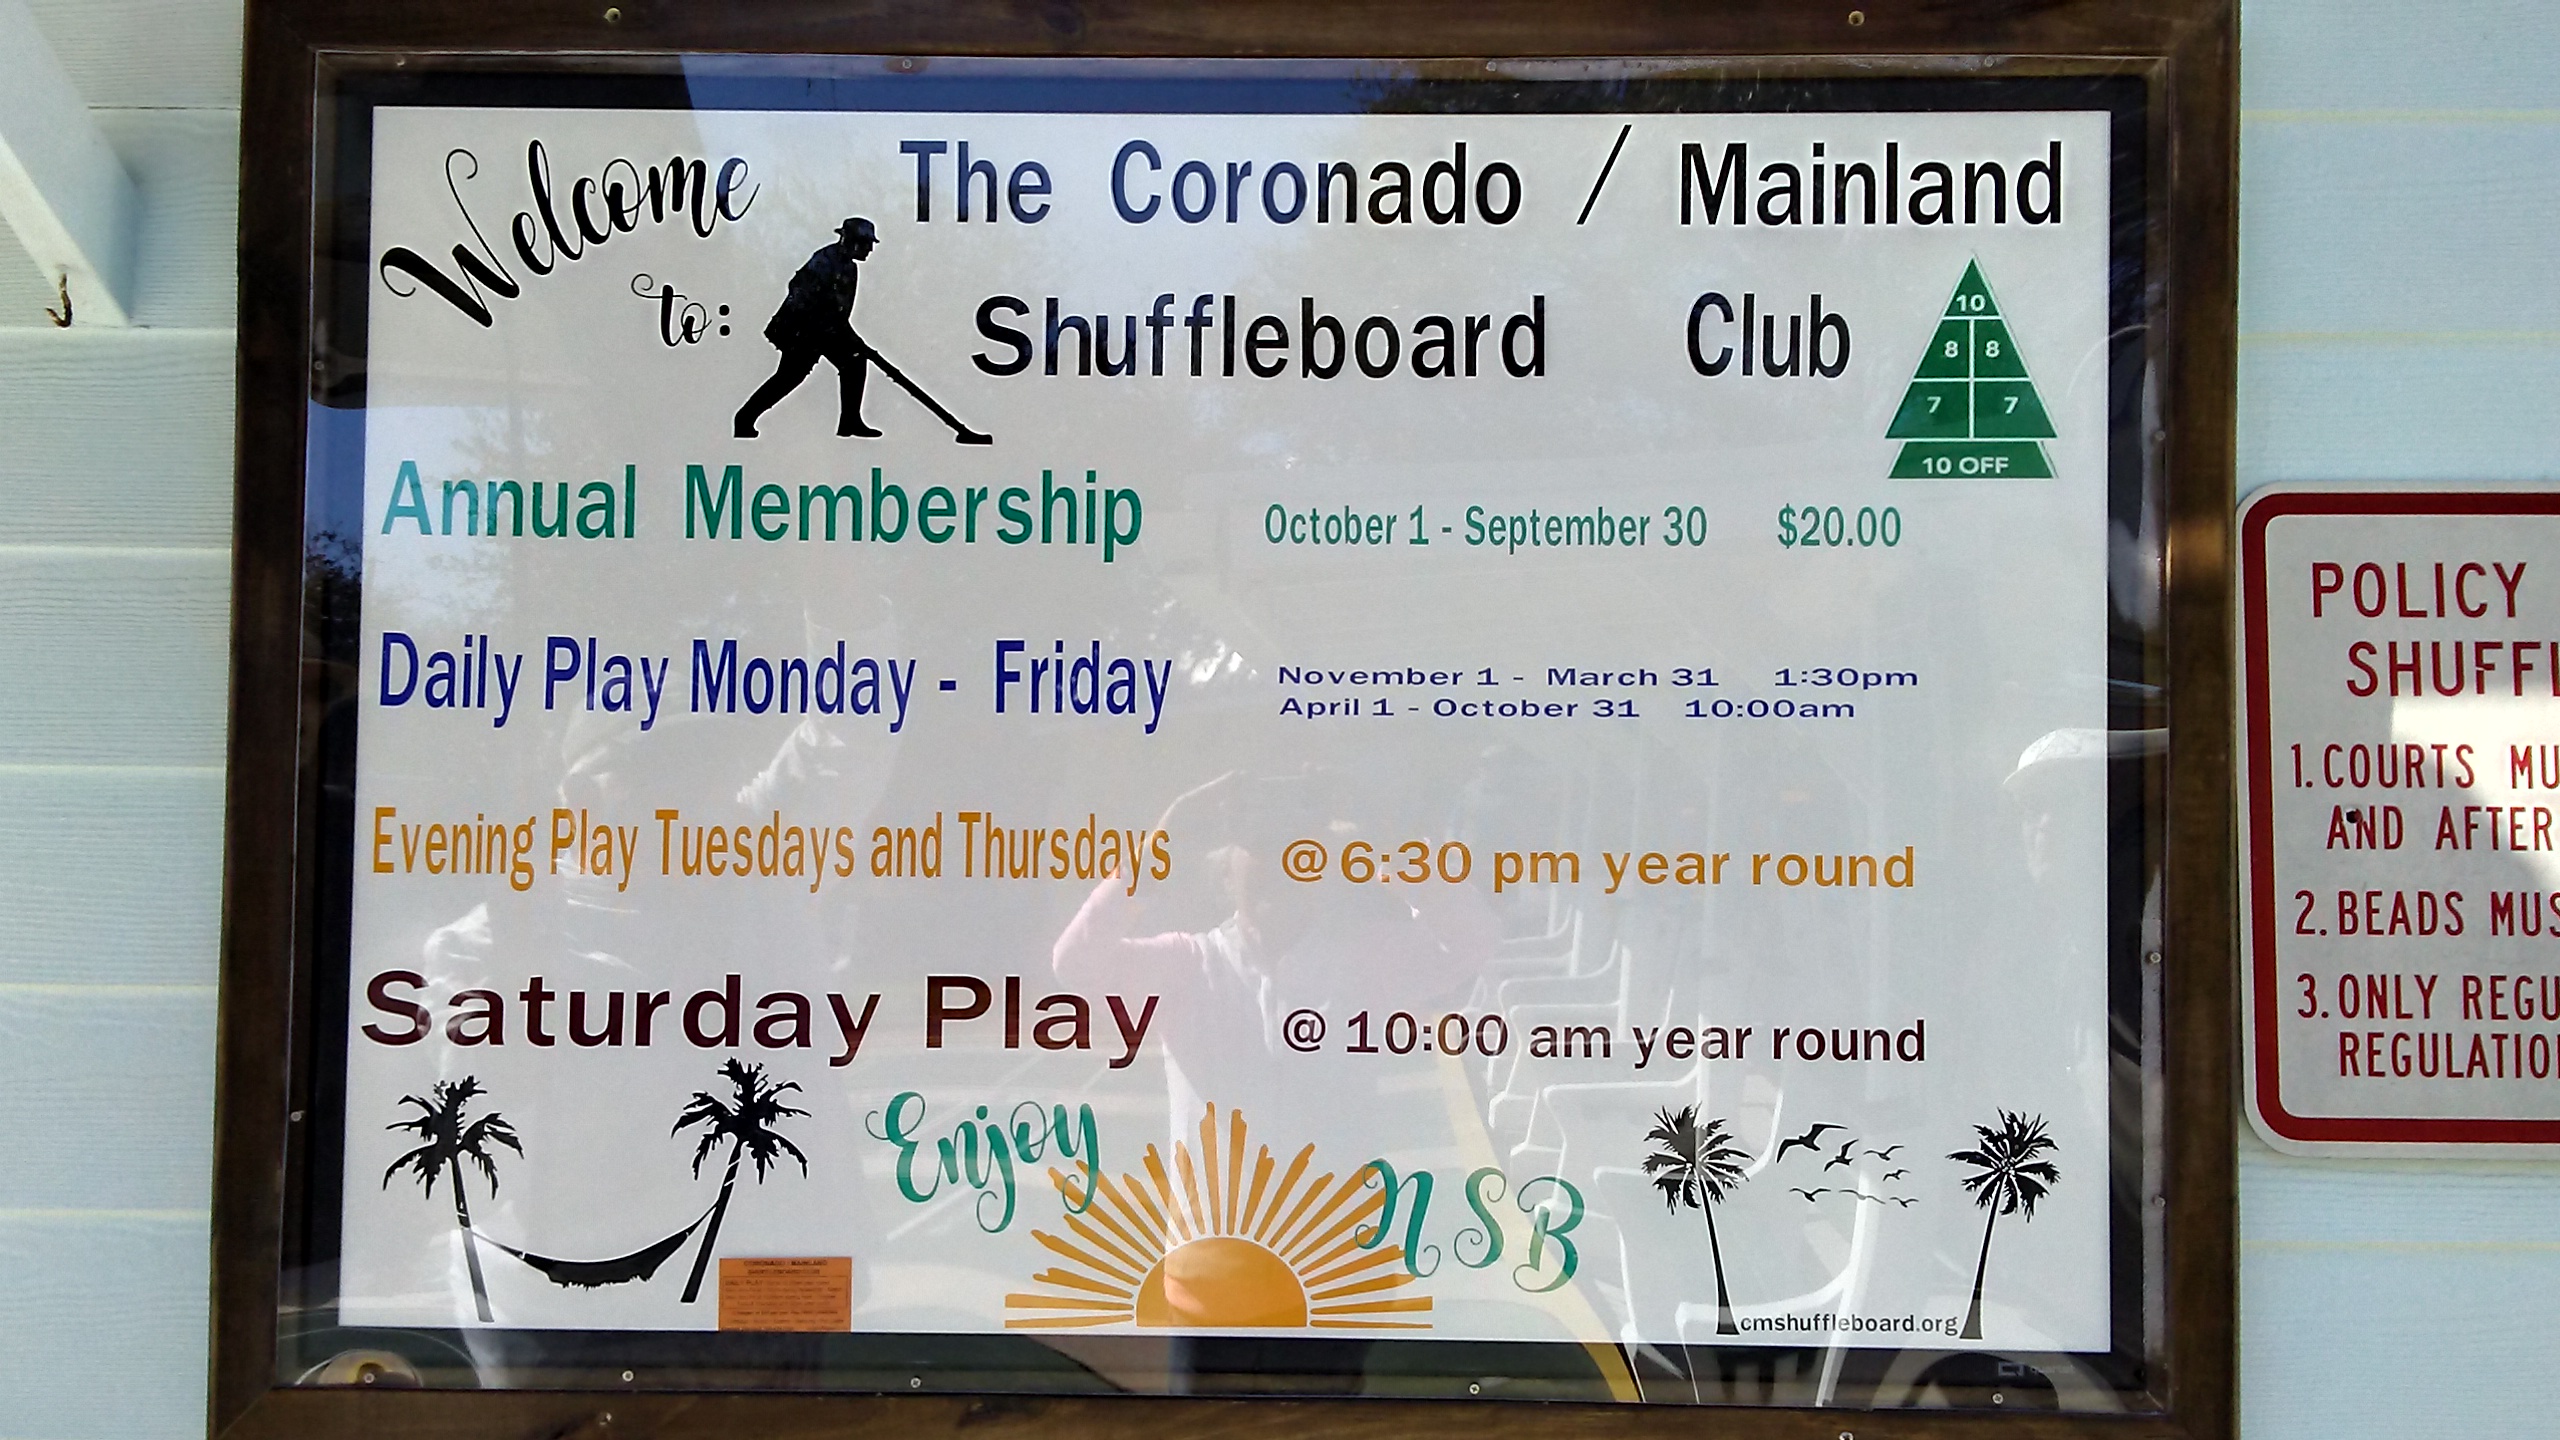 Welcome to:
The Coronado / Mainland
Shuffleboard Club
10
8 8
7 7
10 OFF
Annual Membership October 1 - September 30 $20.00
Daily Play Monday - Friday November 1 - March 31 1:30pm
April 1 - October 31 10:00am
Evening Play Tuesdays and Thursdays @ 6:30 pm year round
Saturday Play @ 10:00 am year round
Enjoy NSB
cmshuffleboard.org
POLICY
SHUFFL
1. COURTS MU
AND AFTER
2. BEADS MUS
3. ONLY REGU
REGULATIO